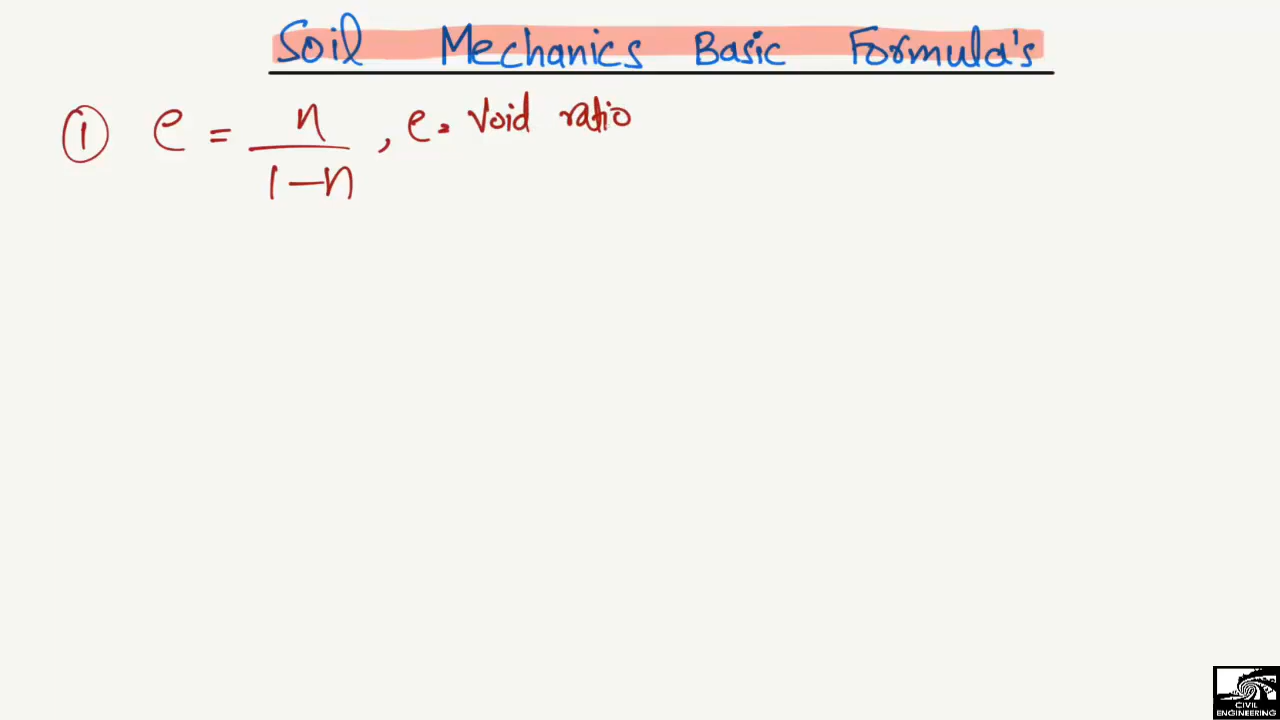 Soil Mechanics Basic Formula's
① e = n / 1-n , e = Void ratio
CIVIL
ENGINEERING